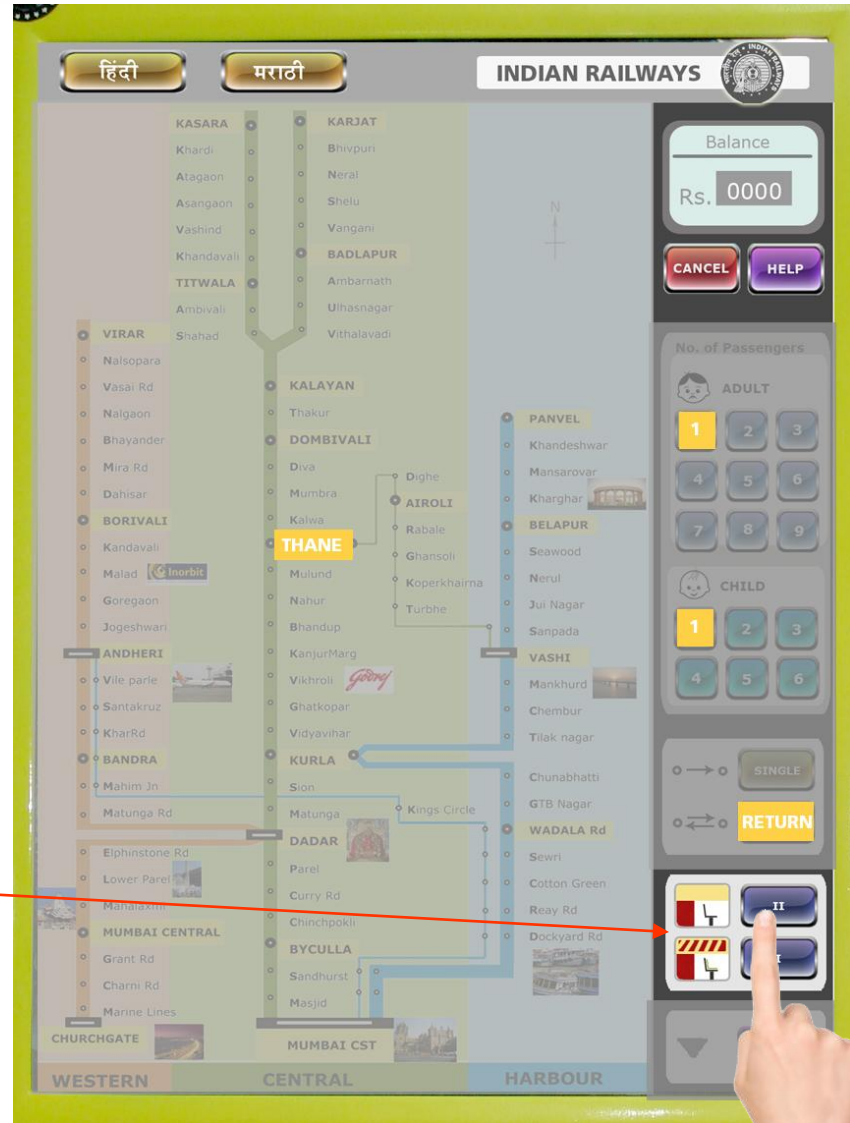 हिंदी
मराठी
INDIAN RAILWAYS
KASARA
Khardi
Atagaon
Asangaon
Vashind
Khandavali
TITWALA
Ambivali
Shahad
KARJAT
Bhivpuri
Neral
Shelu
Vangani
BADLAPUR
Ambarnath
Ulhasnagar
Vithalavadi
N
VIRAR
Nalsopara
Vasai Rd
Nalgaon
Bhayander
Mira Rd
Dahisar
BORIVALI
Kandavali
Malad
Inorbit
Goregaon
Jogeshwari
ANDHERI
Vile parle
Santakruz
KharRd
BANDRA
Mahim Jn
Matunga Rd
Elphinstone Rd
Lower Parel
Mahalaxmi
MUMBAI CENTRAL
Grant Rd
Charni Rd
Marine Lines
CHURCHGATE
WESTERN
KALAYAN
Thakur
DOMBIVALI
Diva
Mumbra
Kalwa
THANE
Mulund
Nahur
Bhandup
KanjurMarg
Vikhroli
Godrej
Ghatkopar
Vidyavihar
KURLA
Sion
Matunga
DADAR
Parel
Curry Rd
Chinchpokli
BYCULLA
Sandhurst
Masjid
MUMBAI CST
CENTRAL
Dighe
AIROLI
Rabale
Ghansoli
Koperkhairna
Turbhe
Kings Circle
PANVEL
Khandeshwar
Mansarovar
Kharghar
BELAPUR
Seawood
Nerul
Jui Nagar
Sanpada
VASHI
Mankhurd
Chembur
Tilak nagar
Chunabhatti
GTB Nagar
WADALA Rd
Sewri
Cotton Green
Reay Rd
Dockyard Rd
HARBOUR
Balance
Rs. 0000
CANCEL HELP
No. of Passengers
ADULT
1 2 3
4 5 6
7 8 9
CHILD
1 2 3
4 5 6
SINGLE
RETURN
II
I